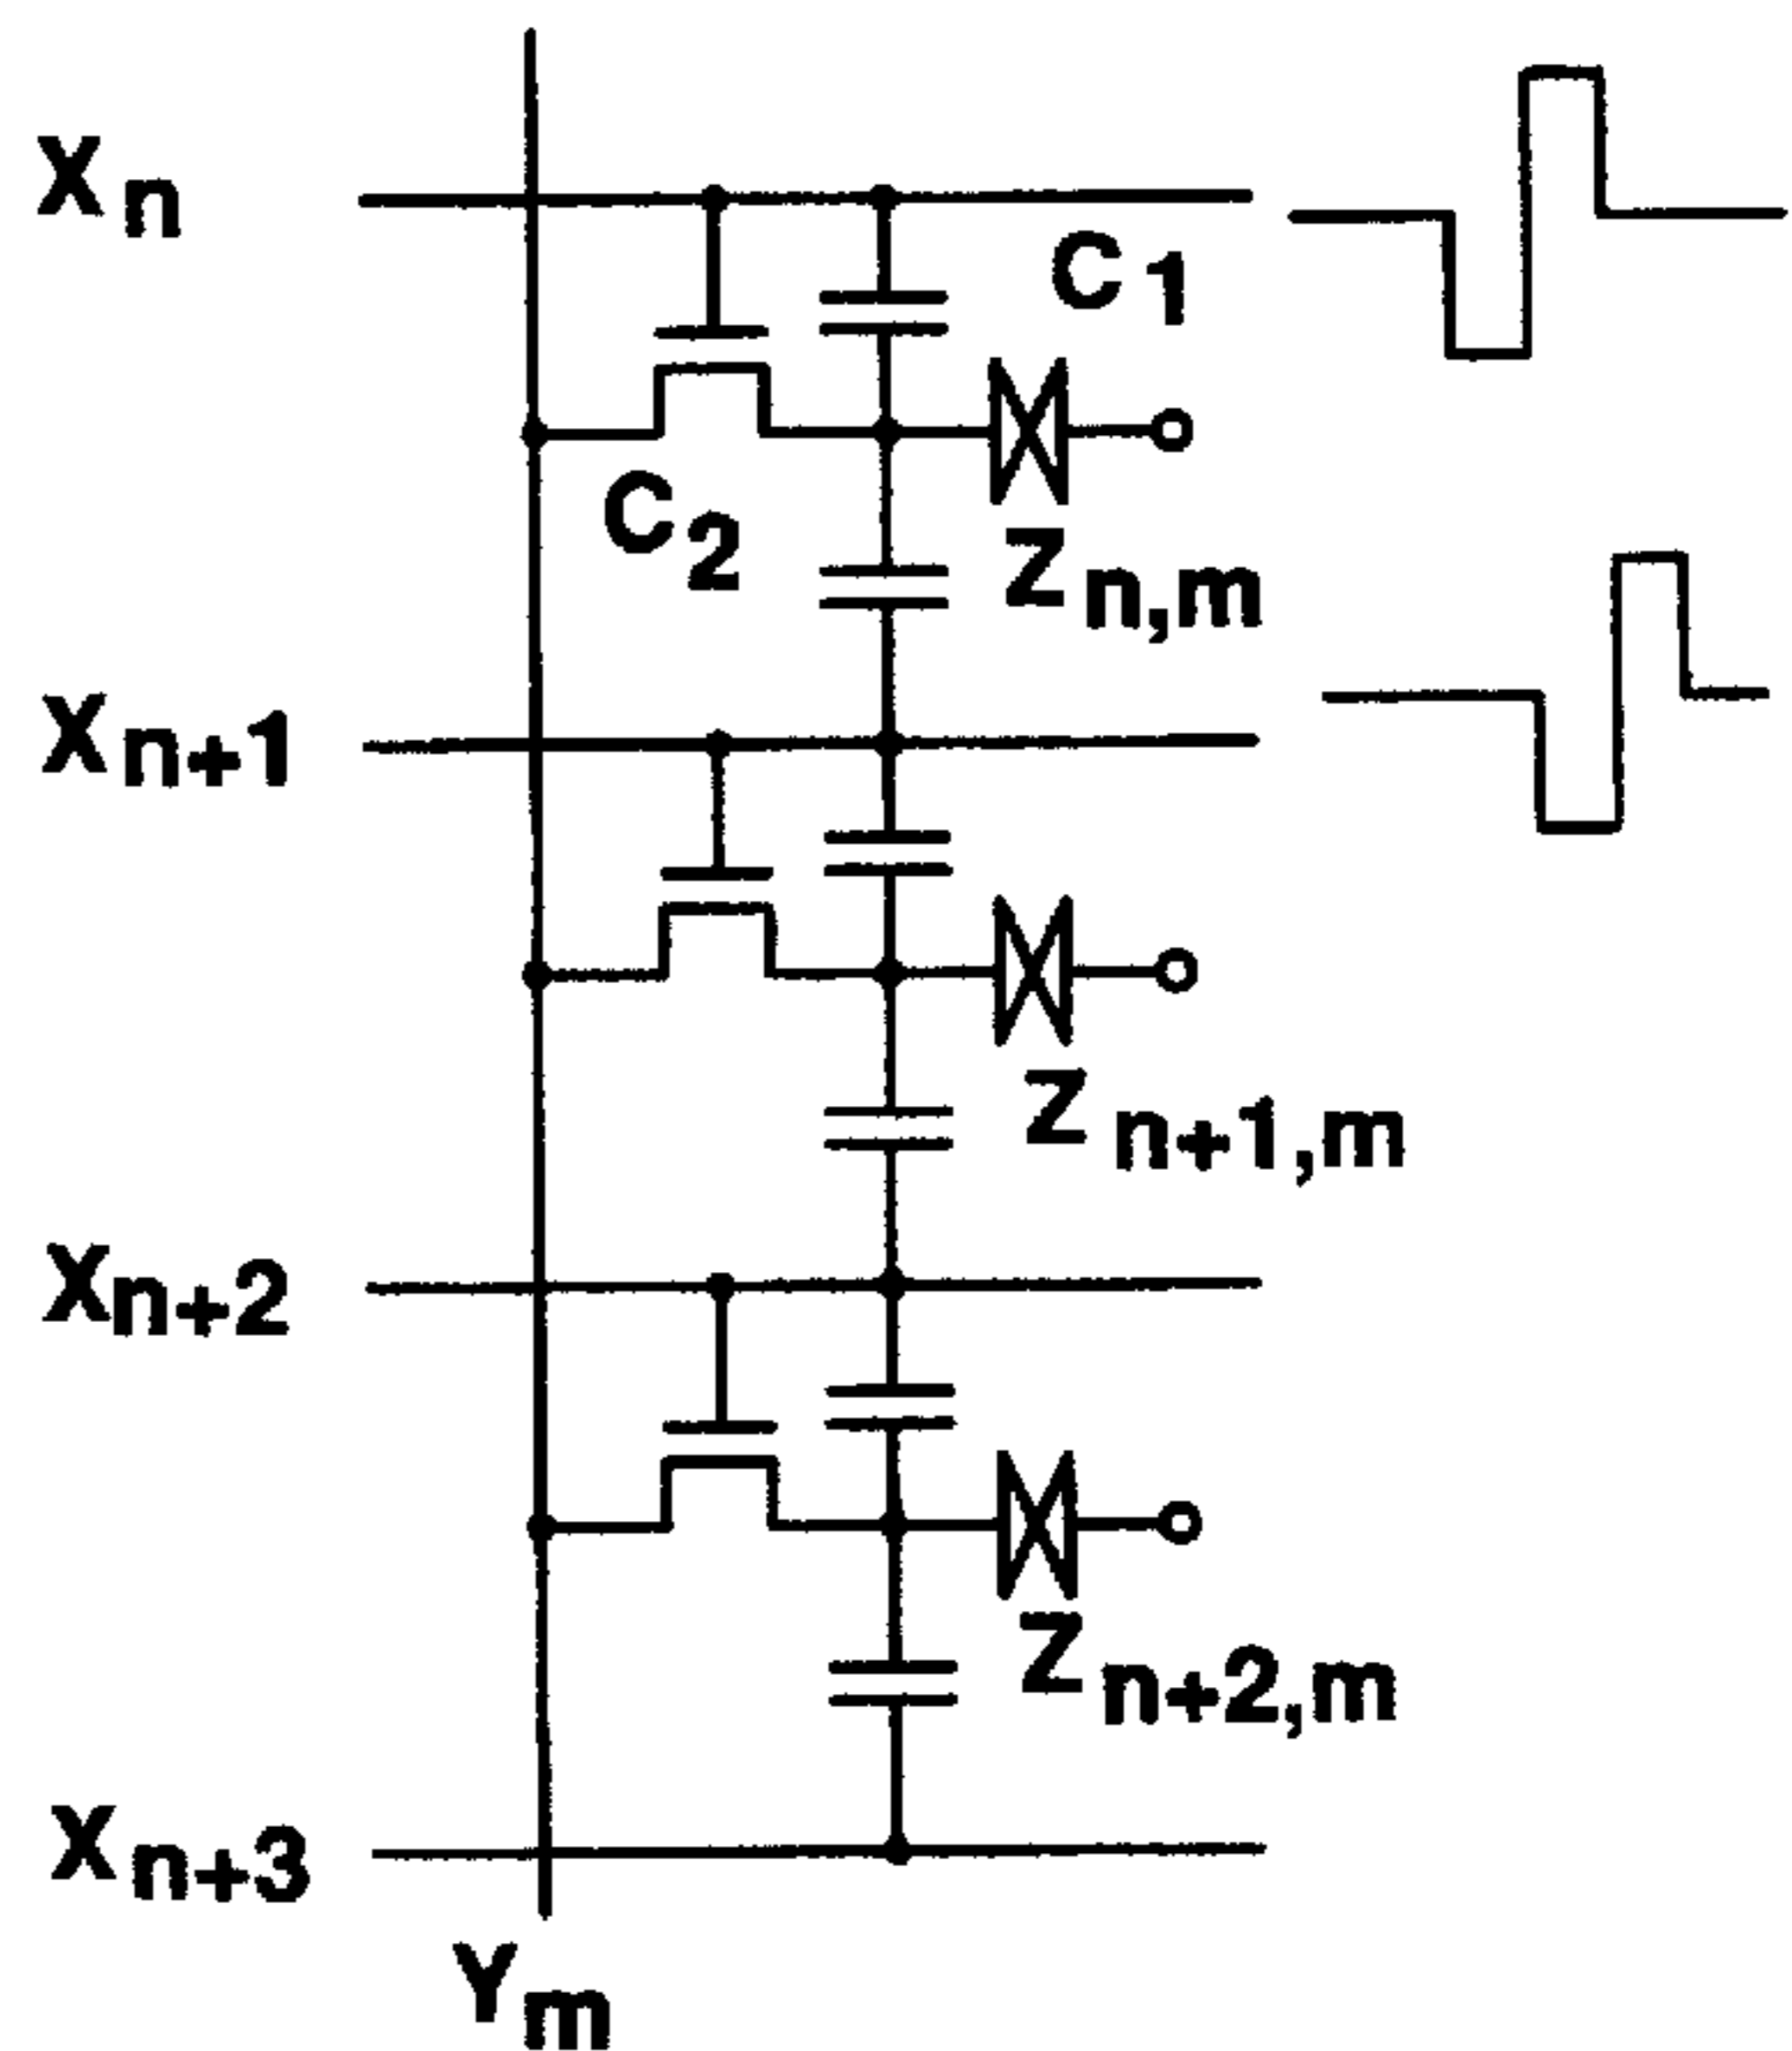 Xn
C1
C2
Zn,m
Xn+1
Zn+1,m
Xn+2
Zn+2,m
Xn+3
Ym